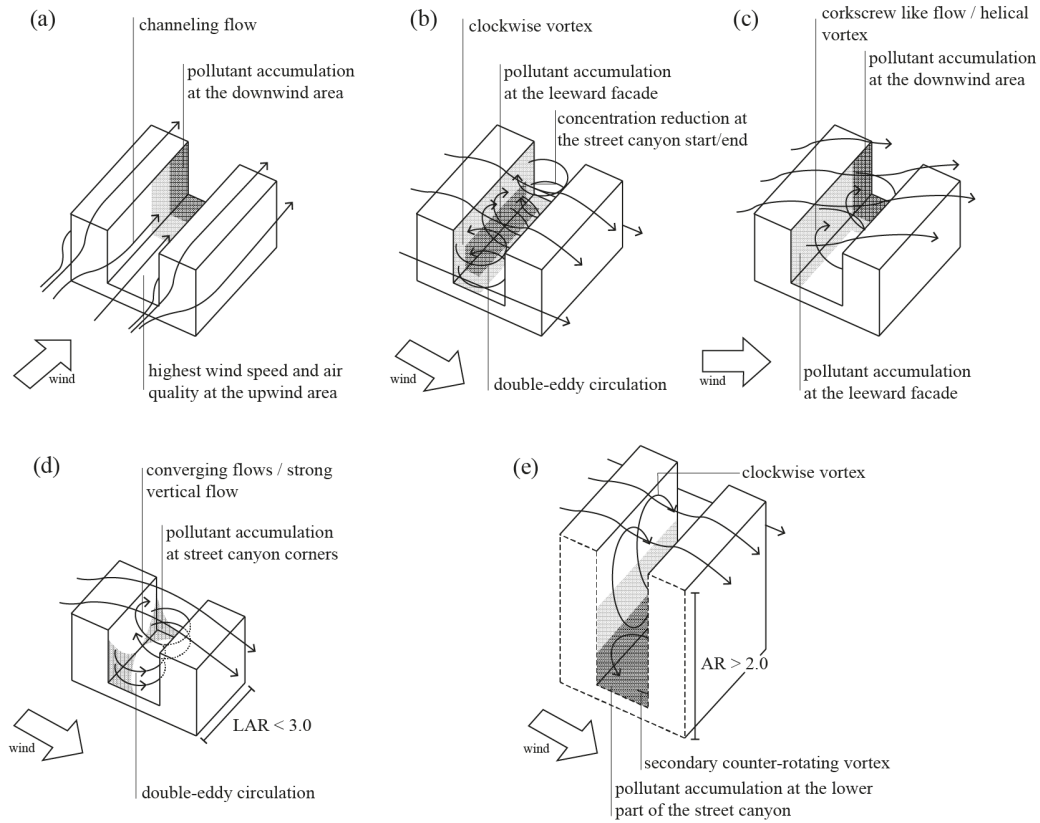 (a)
channeling flow
pollutant accumulation
at the downwind area
wind
highest wind speed and air
quality at the upwind area
(b)
clockwise vortex
pollutant accumulation
at the leeward facade
concentration reduction at
the street canyon start/end
wind
double-eddy circulation
(c)
corkscrew like flow / helical
vortex
pollutant accumulation
at the downwind area
wind
pollutant accumulation
at the leeward facade
(d)
converging flows / strong
vertical flow
pollutant accumulation
at street canyon corners
LAR < 3.0
wind
double-eddy circulation
(e)
clockwise vortex
AR > 2.0
wind
secondary counter-rotating vortex
pollutant accumulation at the lower
part of the street canyon